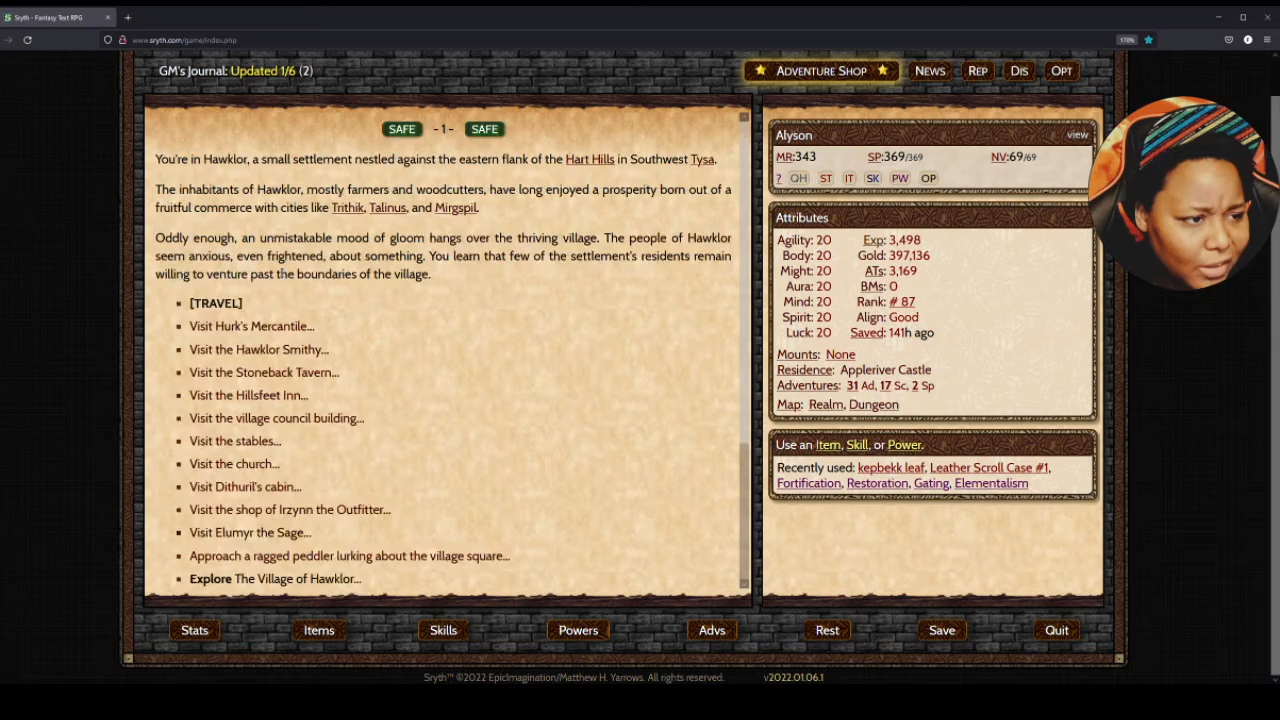 Sryth - Fantasy Text RPG
www.sryth.com/game/index.php
170%
GM's Journal: Updated 1/6 (2)
ADVENTURE SHOP
NEWS
REP
DIS
OPT
SAFE - 1 - SAFE
You're in Hawklor, a small settlement nestled against the eastern flank of the Hart Hills in Southwest Tysa.
The inhabitants of Hawklor, mostly farmers and woodcutters, have long enjoyed a prosperity born out of a
fruitful commerce with cities like Trithik, Talinus, and Mirgspil.
Oddly enough, an unmistakable mood of gloom hangs over the thriving village. The people of Hawklor
seem anxious, even frightened, about something. You learn that few of the settlement's residents remain
willing to venture past the boundaries of the village.
[TRAVEL]
Visit Hurk's Mercantile...
Visit the Hawklor Smithy...
Visit the Stoneback Tavern...
Visit the Hillsfeet Inn...
Visit the village council building...
Visit the stables...
Visit the church...
Visit Dithuril's cabin...
Visit the shop of Irzynn the Outfitter...
Visit Elumyr the Sage...
Approach a ragged peddler lurking about the village square...
Explore The Village of Hawklor...
Alyson
view
MR:343 SP:369/369 NV:69/69
? QH ST IT SK PW OP
Attributes
Agility: 20 Exp: 3,498
Body: 20 Gold: 397,136
Might: 20 ATs: 3,169
Aura: 20 BMs: 0
Mind: 20 Rank: # 87
Spirit: 20 Align: Good
Luck: 20 Saved: 141h ago
Mounts: None
Residence: Appleriver Castle
Adventures: 31 Ad, 17 Sc, 2 Sp
Map: Realm, Dungeon
Use an Item, Skill, or Power.
Recently used: kepbekk leaf, Leather Scroll Case #1,
Fortification, Restoration, Gating, Elementalism
Stats
Items
Skills
Powers
Advs
Rest
Save
Quit
Sryth™ ©2022 EpicImagination/Matthew H. Yarrows. All rights reserved.
v2022.01.06.1